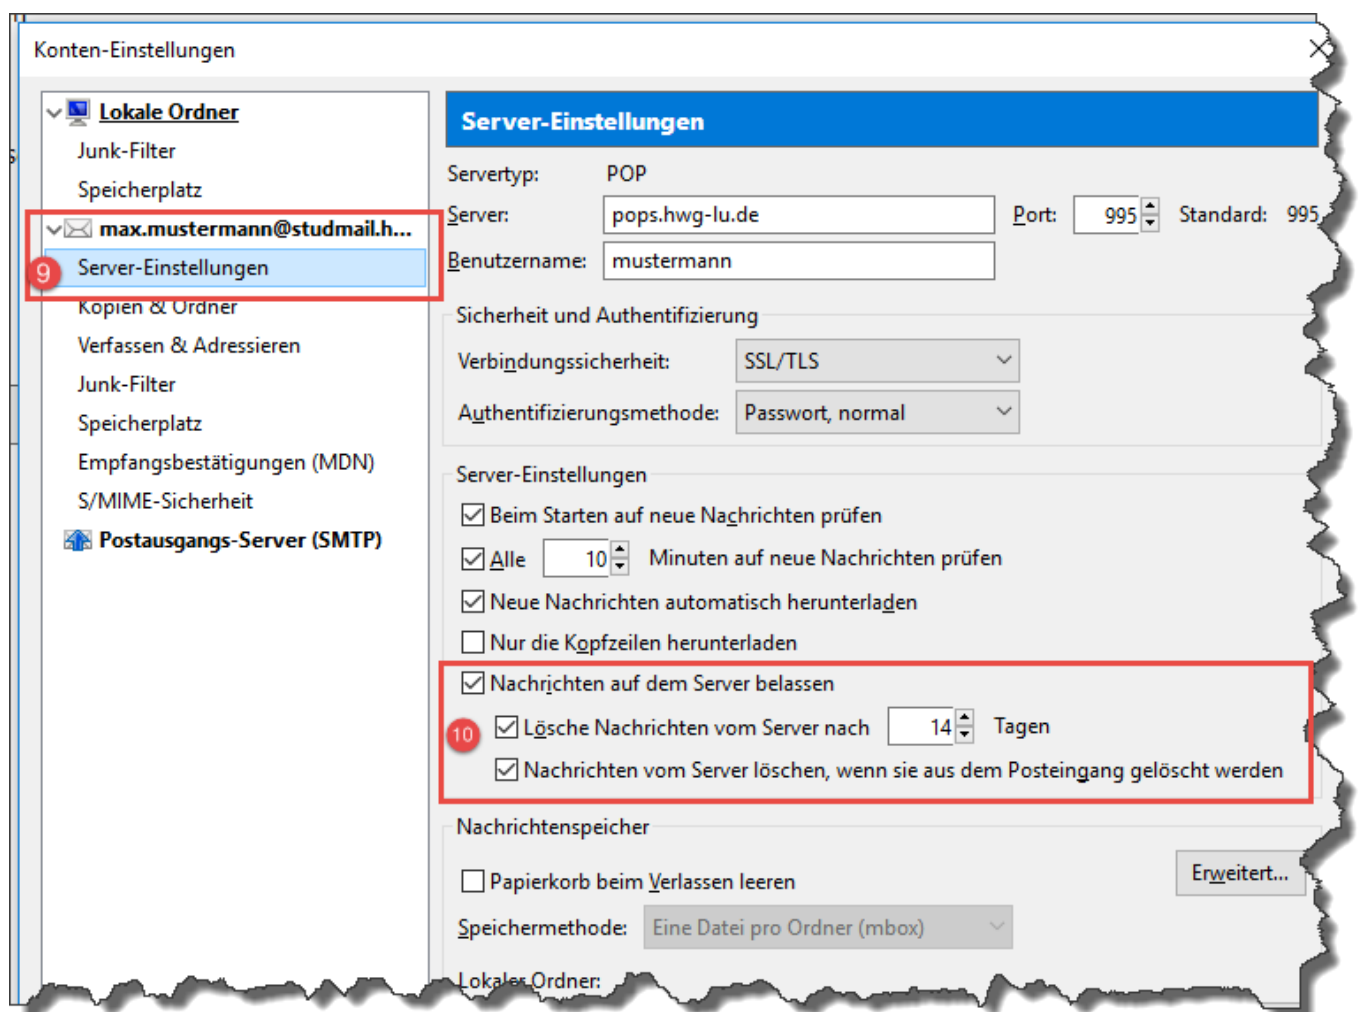 Konten-Einstellungen
Lokale Ordner
Junk-Filter
Speicherplatz
max.mustermann@studmail.h...
9
Server-Einstellungen
Kopien & Ordner
Verfassen & Adressieren
Junk-Filter
Speicherplatz
Empfangsbestätigungen (MDN)
S/MIME-Sicherheit
Postausgangs-Server (SMTP)
Server-Einstellungen
Servertyp: POP
Server: pops.hwg-lu.de Port: 995 Standard: 995
Benutzername: mustermann
Sicherheit und Authentifizierung
Verbindungssicherheit: SSL/TLS
Authentifizierungsmethode: Passwort, normal
Server-Einstellungen
Beim Starten auf neue Nachrichten prüfen
Alle 10 Minuten auf neue Nachrichten prüfen
Neue Nachrichten automatisch herunterladen
Nur die Kopfzeilen herunterladen
Nachrichten auf dem Server belassen
10 Lösche Nachrichten vom Server nach 14 Tagen
Nachrichten vom Server löschen, wenn sie aus dem Posteingang gelöscht werden
Nachrichtenspeicher
Erweitert...
Papierkorb beim Verlassen leeren
Speichermethode: Eine Datei pro Ordner (mbox)
Lokaler Ordner: